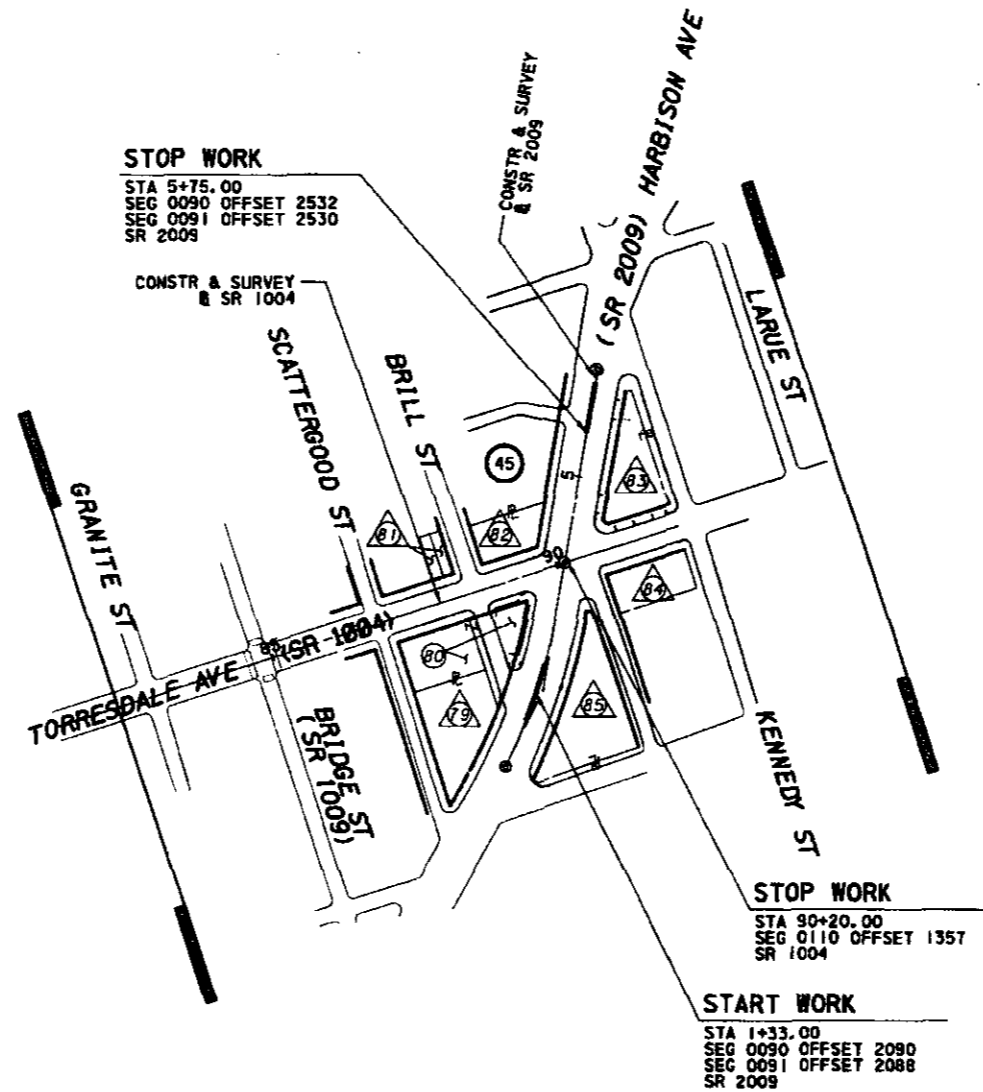 CONSTR & SURVEY
℄ SR 2009
(SR 2009) HARBISON AVE
STOP WORK
STA 5+75.00
SEG 0090 OFFSET 2532
SEG 0091 OFFSET 2530
SR 2009
CONSTR & SURVEY
℄ SR 1004
SCATTERGOOD ST
BRILL ST
LARUE ST
GRANITE ST
45
5
83
81
82
90
84
85
(SR 1004)
TORRESDALE AVE
80
79
85
BRIDGE ST
(SR 1009)
KENNEDY ST
STOP WORK
STA 90+20.00
SEG 0110 OFFSET 1357
SR 1004
START WORK
STA 1+33.00
SEG 0090 OFFSET 2090
SEG 0091 OFFSET 2088
SR 2009